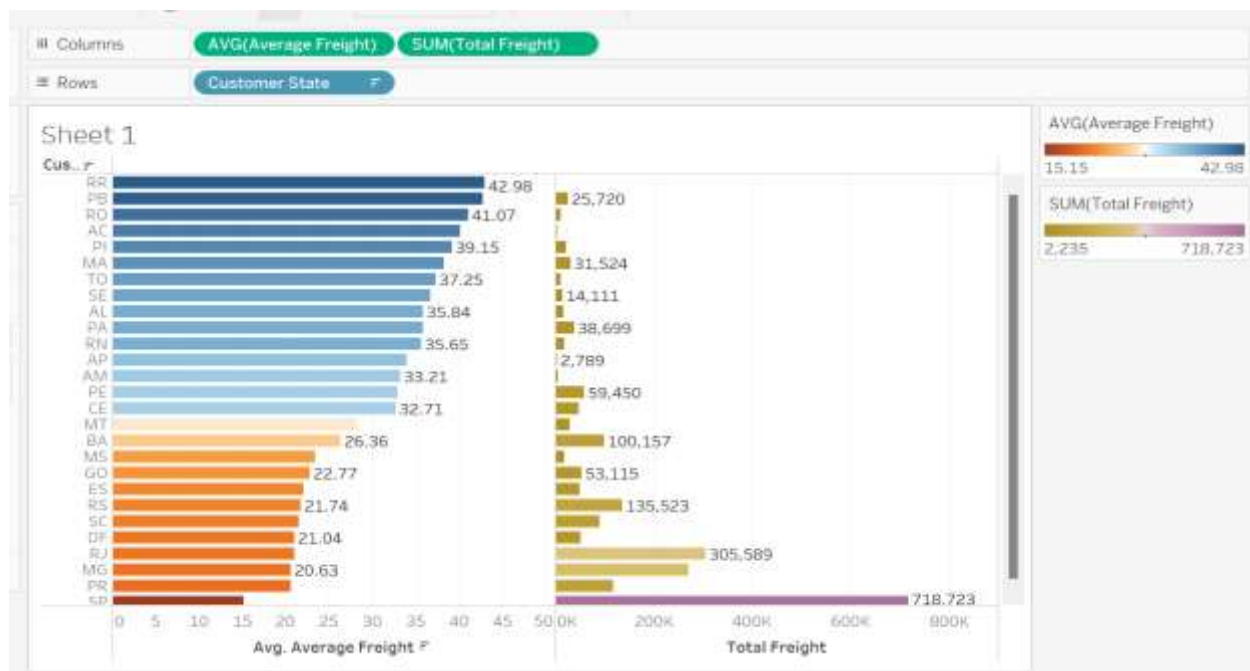 Columns AVG(Average Freight) SUM(Total Freight)
Rows Customer State
Sheet 1
Cus..
RR 42.98
PB 25,720
RO 41.07
AC
PI 39.15
MA 31,524
TO 37.25
SE 14,111
AL 35.84
PA 38,699
RN 35.65
AP 2,789
AM 33.21
PE 59,450
CE 32.71
MT
BA 26.36 100,157
MS
GO 22.77 53,115
ES
RS 21.74 135,523
SC
DF 21.04
RJ 305,589
MG 20.63
PR
SP 718,723
0 5 10 15 20 25 30 35 40 45 50 0K 200K 400K 600K 800K
Avg. Average Freight Total Freight
AVG(Average Freight)
15.15 42.98
SUM(Total Freight)
2,235 718,723